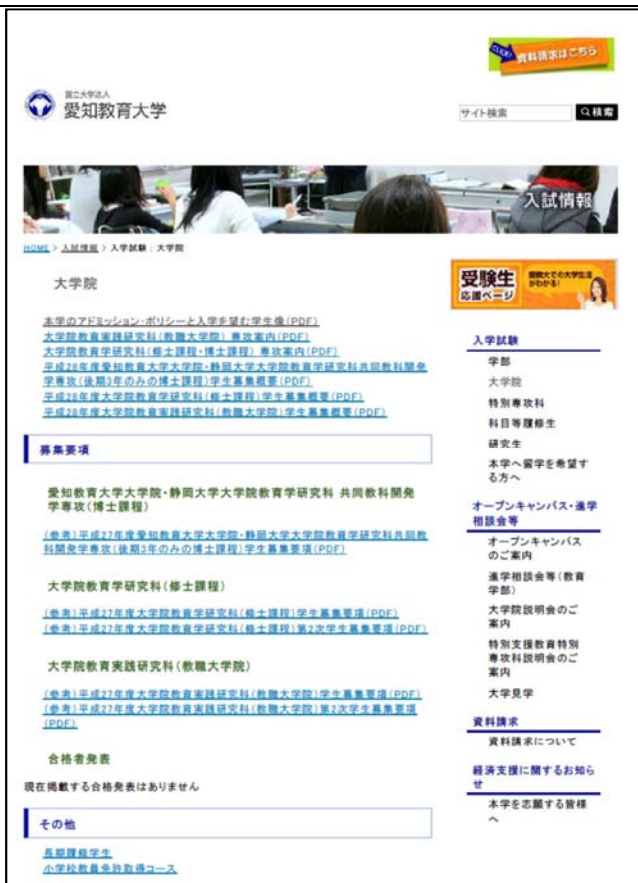 CLICK!
資料請求はこちら
国立大学法人
愛知教育大学
サイト検索
検索
入試情報
HOME > 入試情報 > 入学試験：大学院
大学院
受験生
応援ページ
愛教大での大学生活
がわかる!
本学のアドミッション・ポリシーと入学を望む学生像(PDF)
大学院教育実践研究科(教職大学院) 専攻案内(PDF)
大学院教育学研究科(修士課程・博士課程) 専攻案内(PDF)
平成28年度愛知教育大学大学院・静岡大学大学院教育学研究科共同教科開発
学専攻(後期3年のみの博士課程)学生募集概要(PDF)
平成28年度大学院教育学研究科(修士課程)学生募集概要(PDF)
平成28年度大学院教育実践研究科(教職大学院)学生募集概要(PDF)
募集要項
愛知教育大学大学院・静岡大学大学院教育学研究科 共同教科開発
学専攻(博士課程)
(参考)平成27年度愛知教育大学大学院・静岡大学大学院教育学研究科共同教
科開発学専攻(後期3年のみの博士課程)学生募集要項(PDF)
大学院教育学研究科(修士課程)
(参考)平成27年度大学院教育学研究科(修士課程)学生募集要項(PDF)
(参考)平成27年度大学院教育学研究科(修士課程)第2次学生募集要項(PDF)
大学院教育実践研究科(教職大学院)
(参考)平成27年度大学院教育実践研究科(教職大学院)学生募集要項(PDF)
(参考)平成27年度大学院教育実践研究科(教職大学院)第2次学生募集要項
(PDF)
合格者発表
現在掲載する合格発表はありません
その他
長期履修学生
小学校教員免許取得コース
入学試験
学部
大学院
特別専攻科
科目等履修生
研究生
本学へ留学を希望す
る方へ
オープンキャンパス・進学
相談会等
オープンキャンパス
のご案内
進学相談会等(教育
学部)
大学院説明会のご
案内
特別支援教育特別
専攻科説明会のご
案内
大学見学
資料請求
資料請求について
経済支援に関するお知ら
せ
本学を志願する皆様
へ